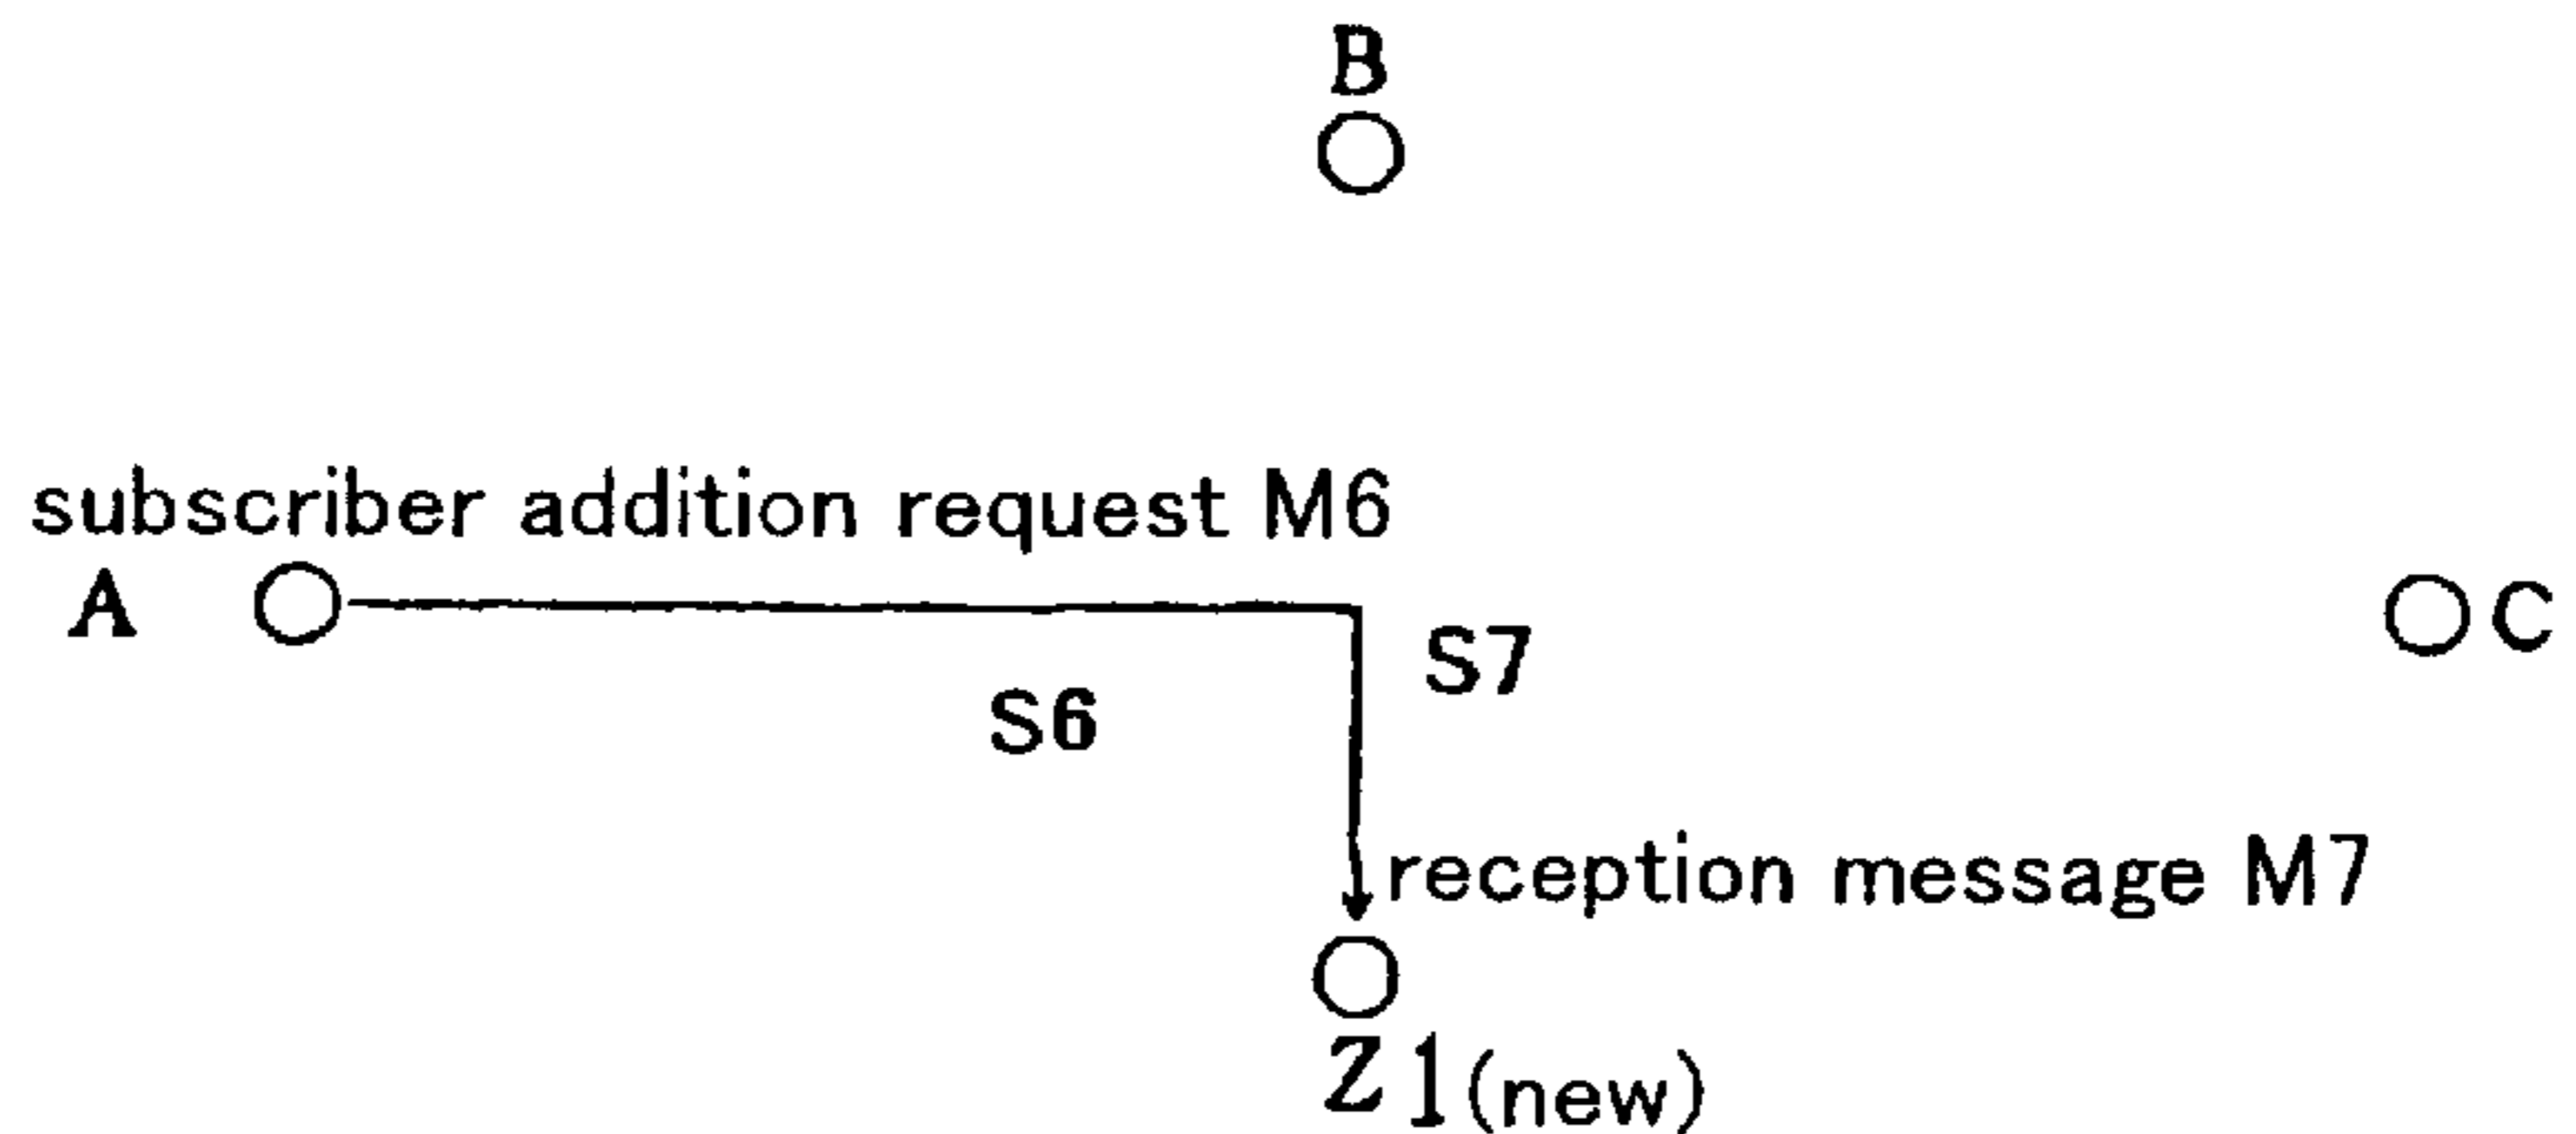 B
subscriber addition request M6
A
C
S7
S6
reception message M7
Z1(new)